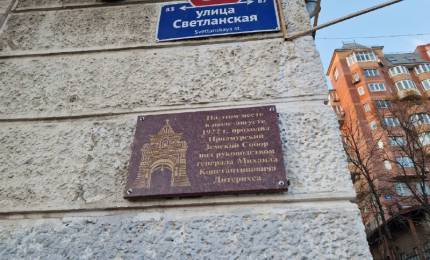 улица
Светланская
Svetlanskaya st.
На этом месте
в июле-августе
1922 г. проходил
Приамурский
Земский Собор
под руководством
генерала Михаила
Константиновича
Дитерихса.